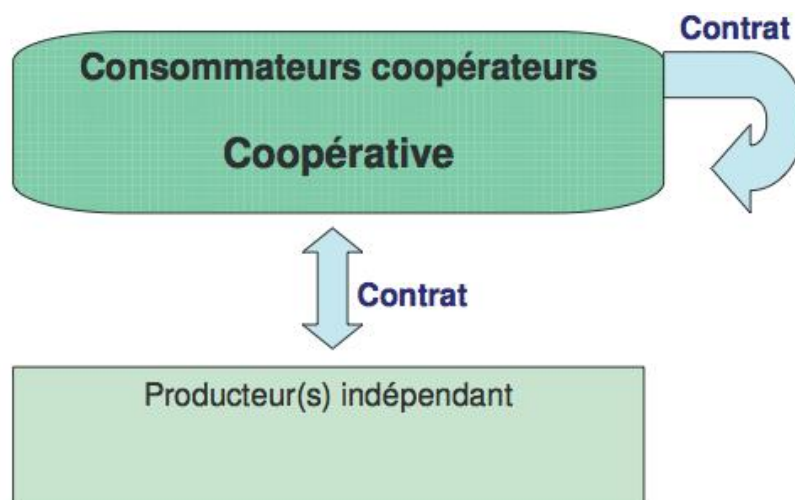 Contrat
Consommateurs coopérateurs
Coopérative
Contrat
Producteur(s) indépendant